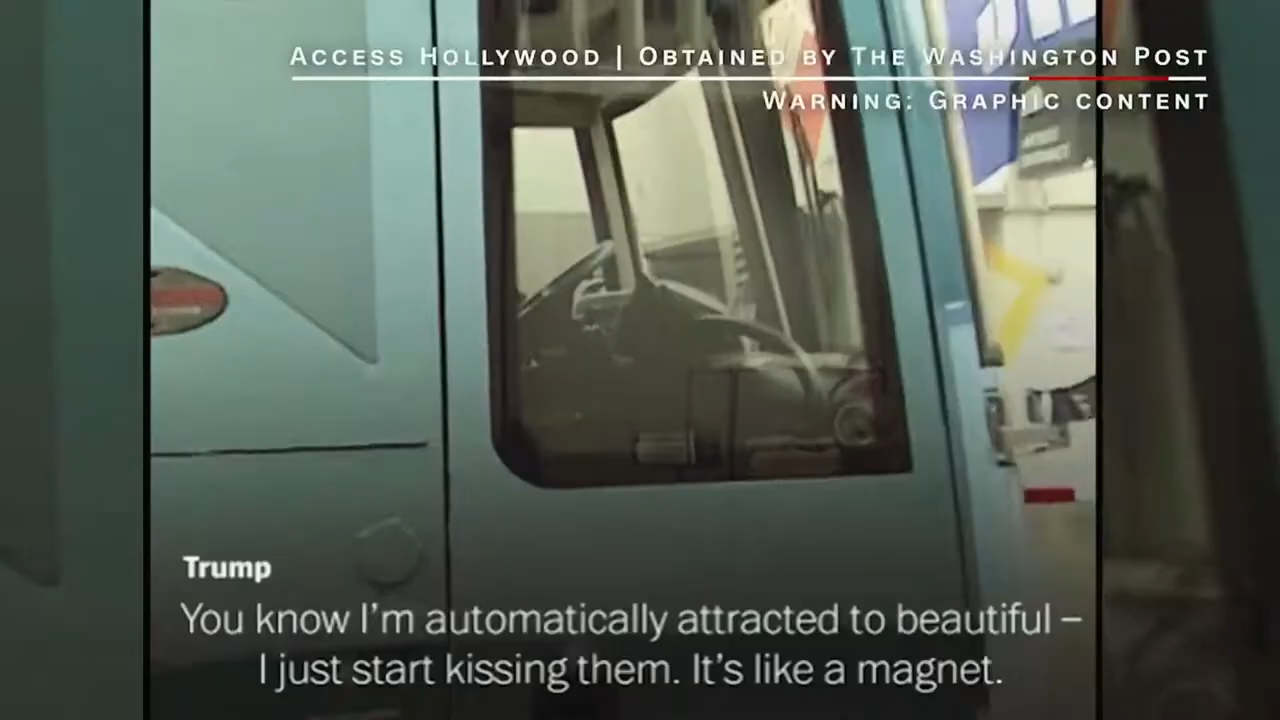 Access Hollywood | Obtained by The Washington Post
Warning: Graphic content
Trump
You know I'm automatically attracted to beautiful –
I just start kissing them. It's like a magnet.